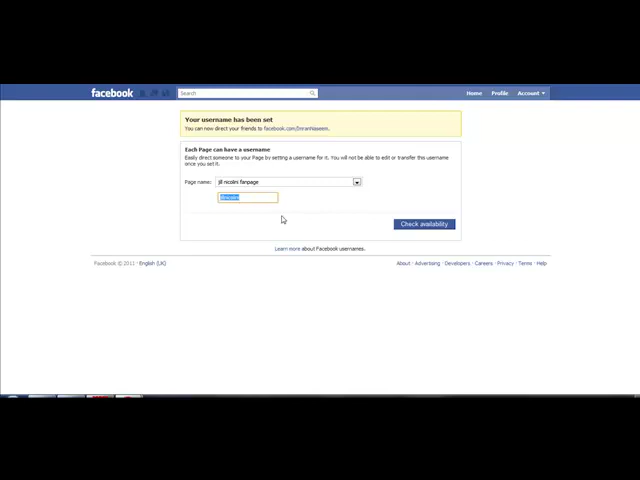 facebook
Search
Home Profile Account
Your username has been set
You can now direct your friends to
Each Page can have a username
Easily direct someone to your Page by setting a username for it. You will not be able to edit or transfer this username
once you set it.
Page name: jill nicolini fanpage
Check availability
Learn more about Facebook usernames.
Facebook © 2011 · English (UK)
About · Advertising · Developers · Careers · Privacy · Terms · Help